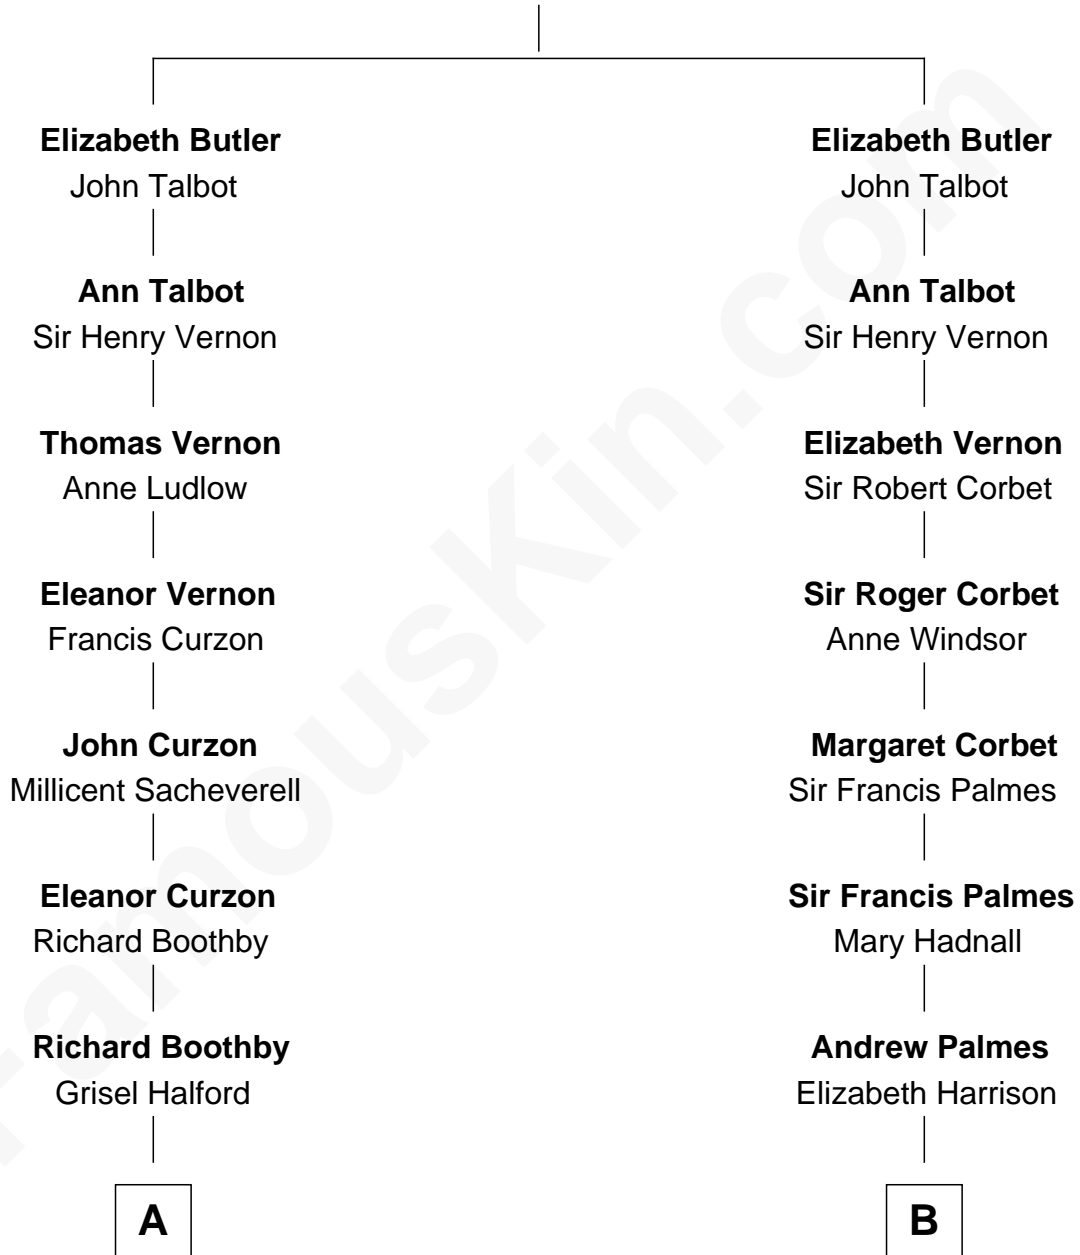 Elizabeth Butler
John Talbot
Ann Talbot
Sir Henry Vernon
Thomas Vernon
Anne Ludlow
Eleanor Vernon
Francis Curzon
John Curzon
Millicent Sacheverell
Eleanor Curzon
Richard Boothby
Richard Boothby
Grisel Halford
A
Elizabeth Butler
John Talbot
Ann Talbot
Sir Henry Vernon
Elizabeth Vernon
Sir Robert Corbet
Sir Roger Corbet
Anne Windsor
Margaret Corbet
Sir Francis Palmes
Sir Francis Palmes
Mary Hadnall
Andrew Palmes
Elizabeth Harrison
B
FamousKin.com